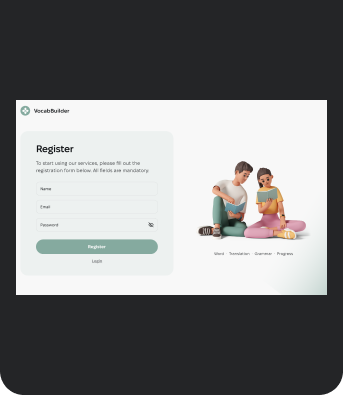 VocabBuilder
Register
To start using our services, please fill out the
registration form below. All fields are mandatory.
Name
Email
Password
Register
Login
Word · Translation · Grammar · Progress